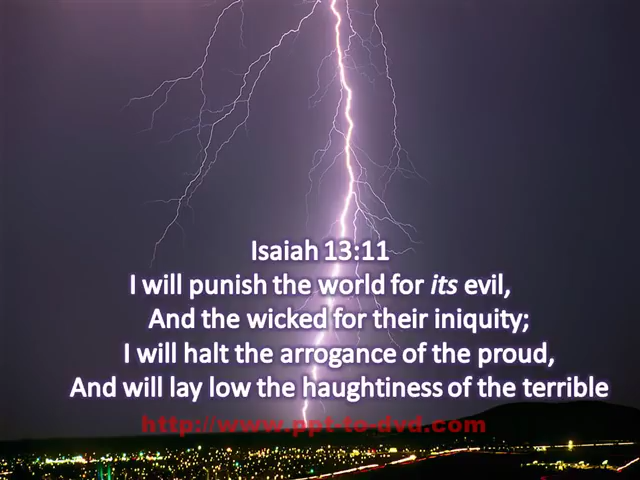 Isaiah 13:11
I will punish the world for its evil,
And the wicked for their iniquity;
I will halt the arrogance of the proud,
And will lay low the haughtiness of the terrible
http://www.ppt-to-dvd.com